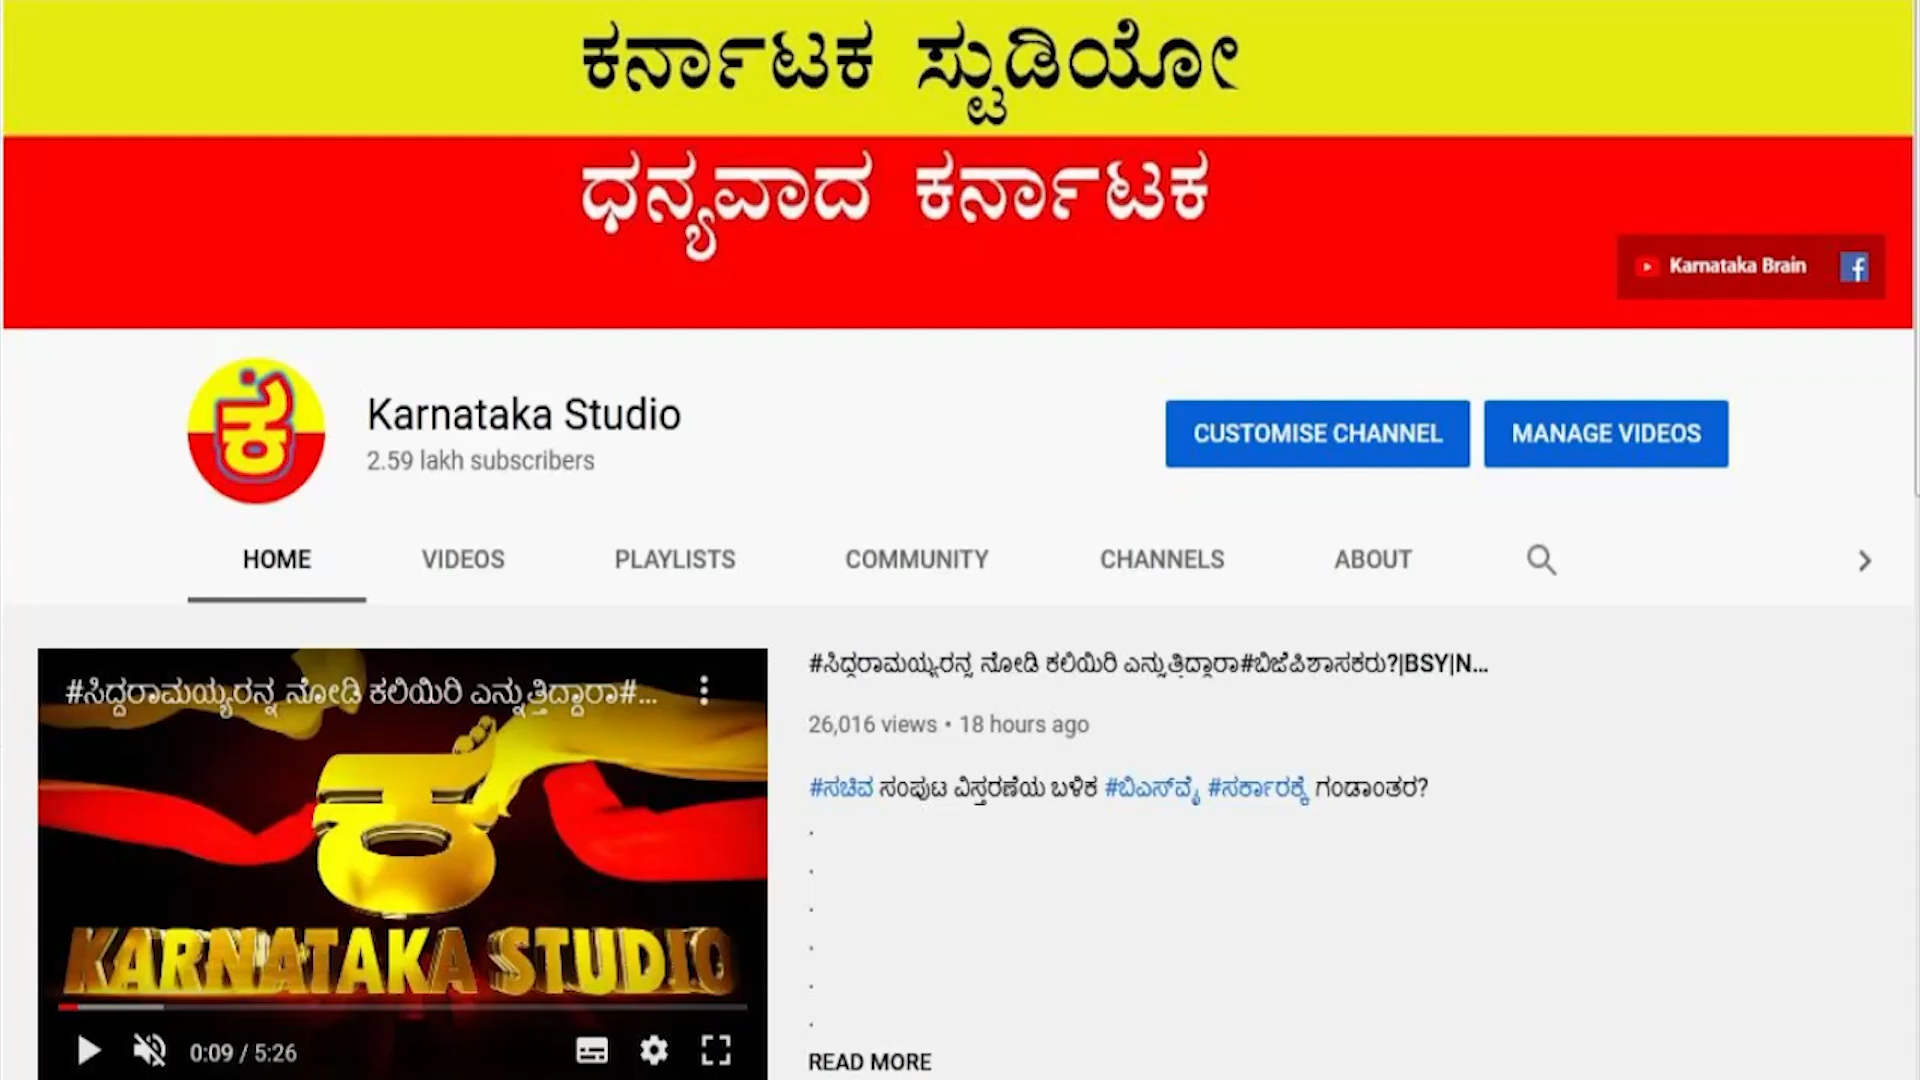 ಕರ್ನಾಟಕ ಸ್ಟುಡಿಯೋ
ಧನ್ಯವಾದ ಕರ್ನಾಟಕ
Karnataka Brain
ಕ
Karnataka Studio
2.59 lakh subscribers
CUSTOMISE CHANNEL
MANAGE VIDEOS
HOME VIDEOS PLAYLISTS COMMUNITY CHANNELS ABOUT
#ಸಿದ್ದರಾಮಯ್ಯರನ್ನ ನೋಡಿ ಕಲಿಯಿರಿ ಎನ್ನುತ್ತಿದ್ದಾರಾ#...
ಕ
KARNATAKA STUDIO
0:09 / 5:26
#ಸಿದ್ದರಾಮಯ್ಯರನ್ನ ನೋಡಿ ಕಲಿಯಿರಿ ಎನ್ನುತ್ತಿದ್ದಾರಾ#ಬಿಜೆಪಿಶಾಸಕರು?|BSY|N...
26,016 views • 18 hours ago
#ಸಚಿವ ಸಂಪುಟ ವಿಸ್ತರಣೆಯ ಬಳಿಕ #ಬಿಎಸ್‌ವೈ #ಸರ್ಕಾರಕ್ಕೆ ಗಂಡಾಂತರ?
.
.
.
.
.
.
READ MORE